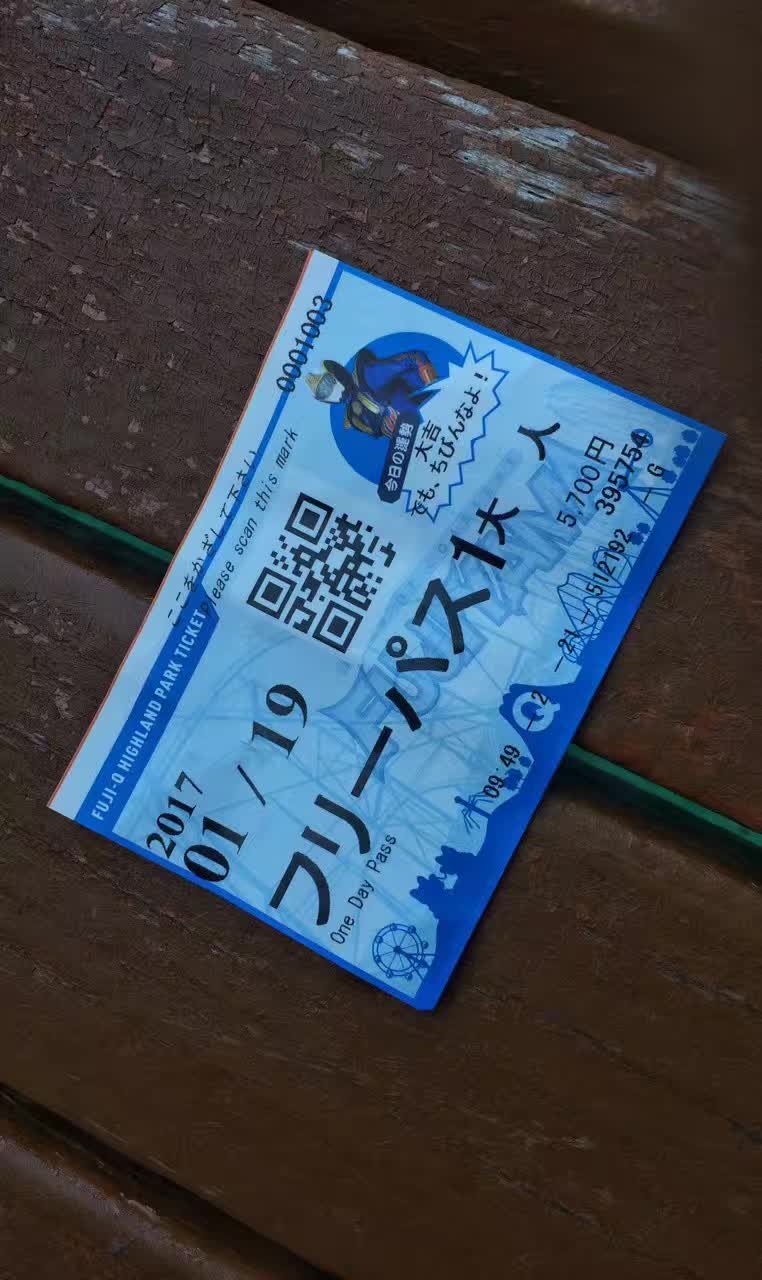 0001003
ここをかざして下さい
please scan this mark
FUJI-Q HIGHLAND PARK TICKET
2017
01 / 19
今日の運勢
大吉
でも、ちびんなよ！
フリーパス1大 人
One Day Pass
5,700円
395754
09:49 -2 -21 - 512192 - G
FUJIYAMA